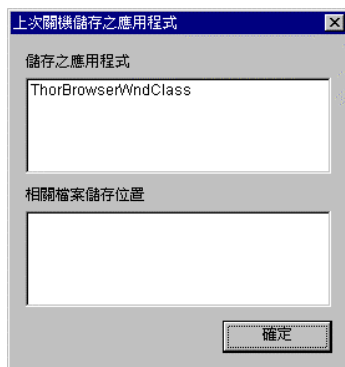 上次關機儲存之應用程式
儲存之應用程式
ThorBrowserWndClass
相關檔案儲存位置
確定